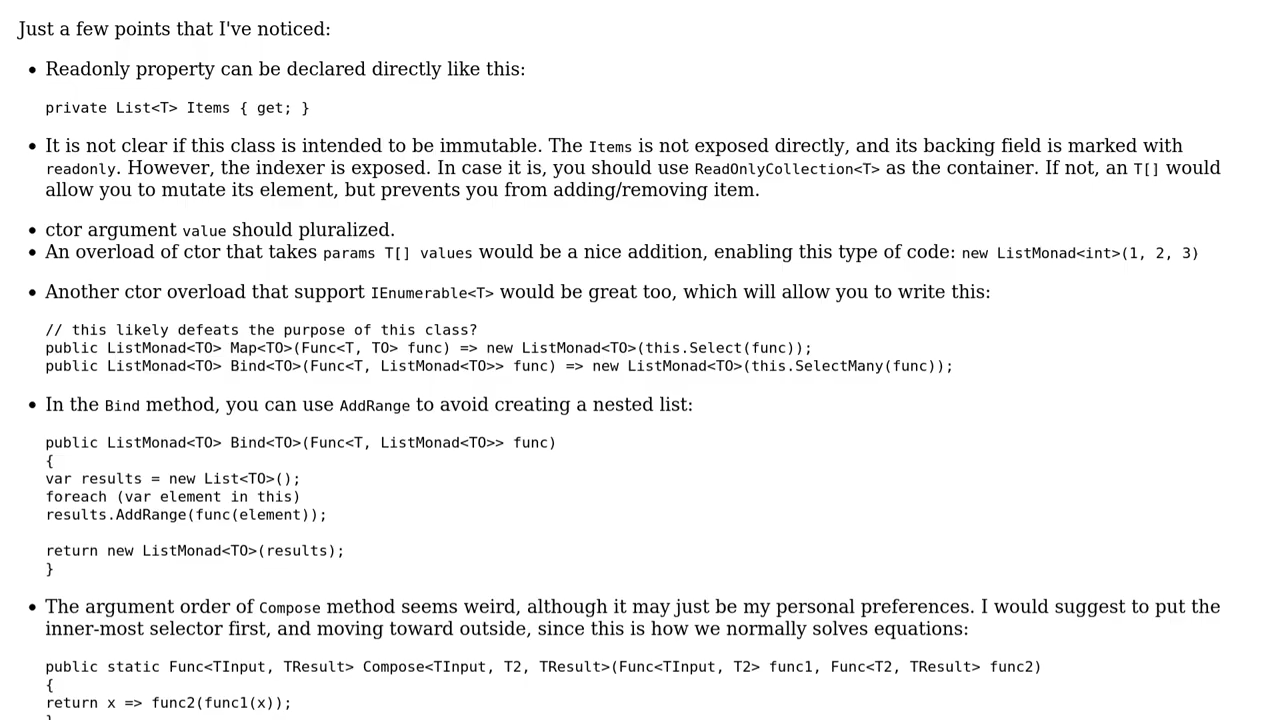 Just a few points that I've noticed:
• Readonly property can be declared directly like this:
private List<T> Items { get; }
• It is not clear if this class is intended to be immutable. The Items is not exposed directly, and its backing field is marked with
readonly. However, the indexer is exposed. In case it is, you should use ReadOnlyCollection<T> as the container. If not, an T[] would
allow you to mutate its element, but prevents you from adding/removing item.
• ctor argument value should pluralized.
• An overload of ctor that takes params T[] values would be a nice addition, enabling this type of code: new ListMonad<int>(1, 2, 3)
• Another ctor overload that support IEnumerable<T> would be great too, which will allow you to write this:
// this likely defeats the purpose of this class?
public ListMonad<TO> Map<TO>(Func<T, TO> func) => new ListMonad<TO>(this.Select(func));
public ListMonad<TO> Bind<TO>(Func<T, ListMonad<TO>> func) => new ListMonad<TO>(this.SelectMany(func));
• In the Bind method, you can use AddRange to avoid creating a nested list:
public ListMonad<TO> Bind<TO>(Func<T, ListMonad<TO>> func)
{
var results = new List<TO>();
foreach (var element in this)
results.AddRange(func(element));
return new ListMonad<TO>(results);
}
• The argument order of Compose method seems weird, although it may just be my personal preferences. I would suggest to put the
inner-most selector first, and moving toward outside, since this is how we normally solves equations:
public static Func<TInput, TResult> Compose<TInput, T2, TResult>(Func<TInput, T2> func1, Func<T2, TResult> func2)
{
return x => func2(func1(x));
}